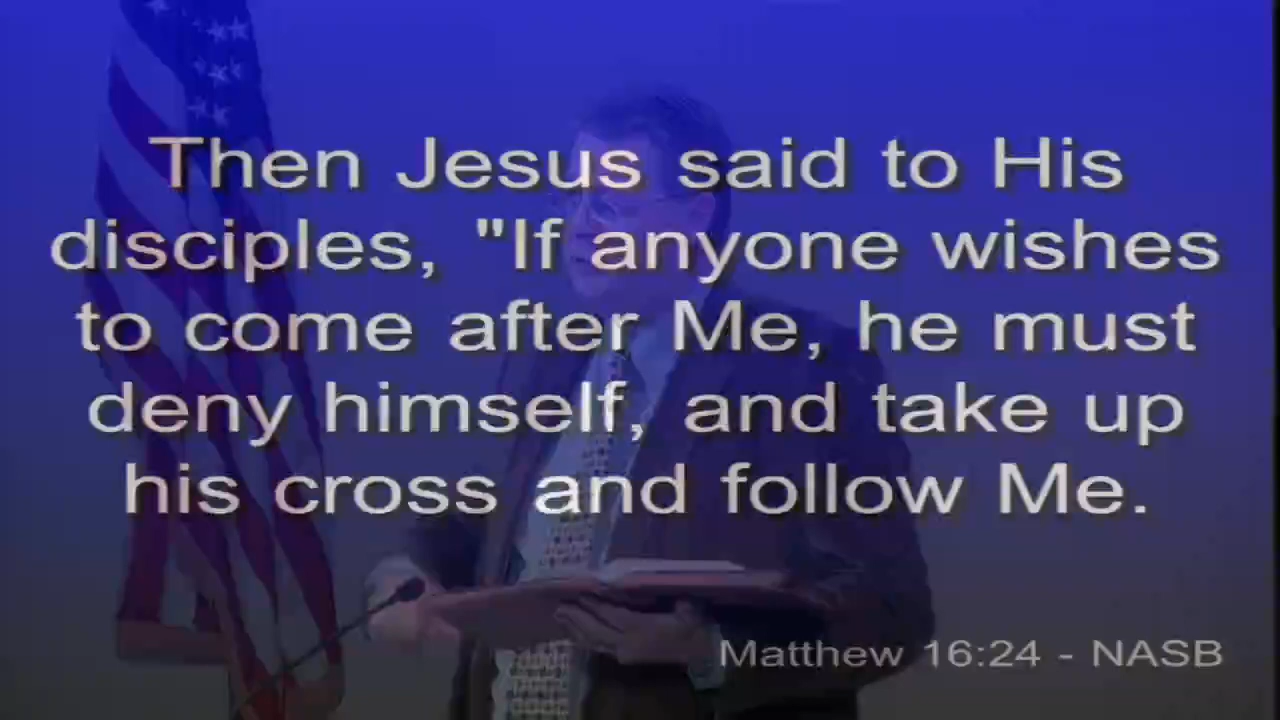 Then Jesus said to His
disciples, "If anyone wishes
to come after Me, he must
deny himself, and take up
his cross and follow Me.
Matthew 16:24 - NASB